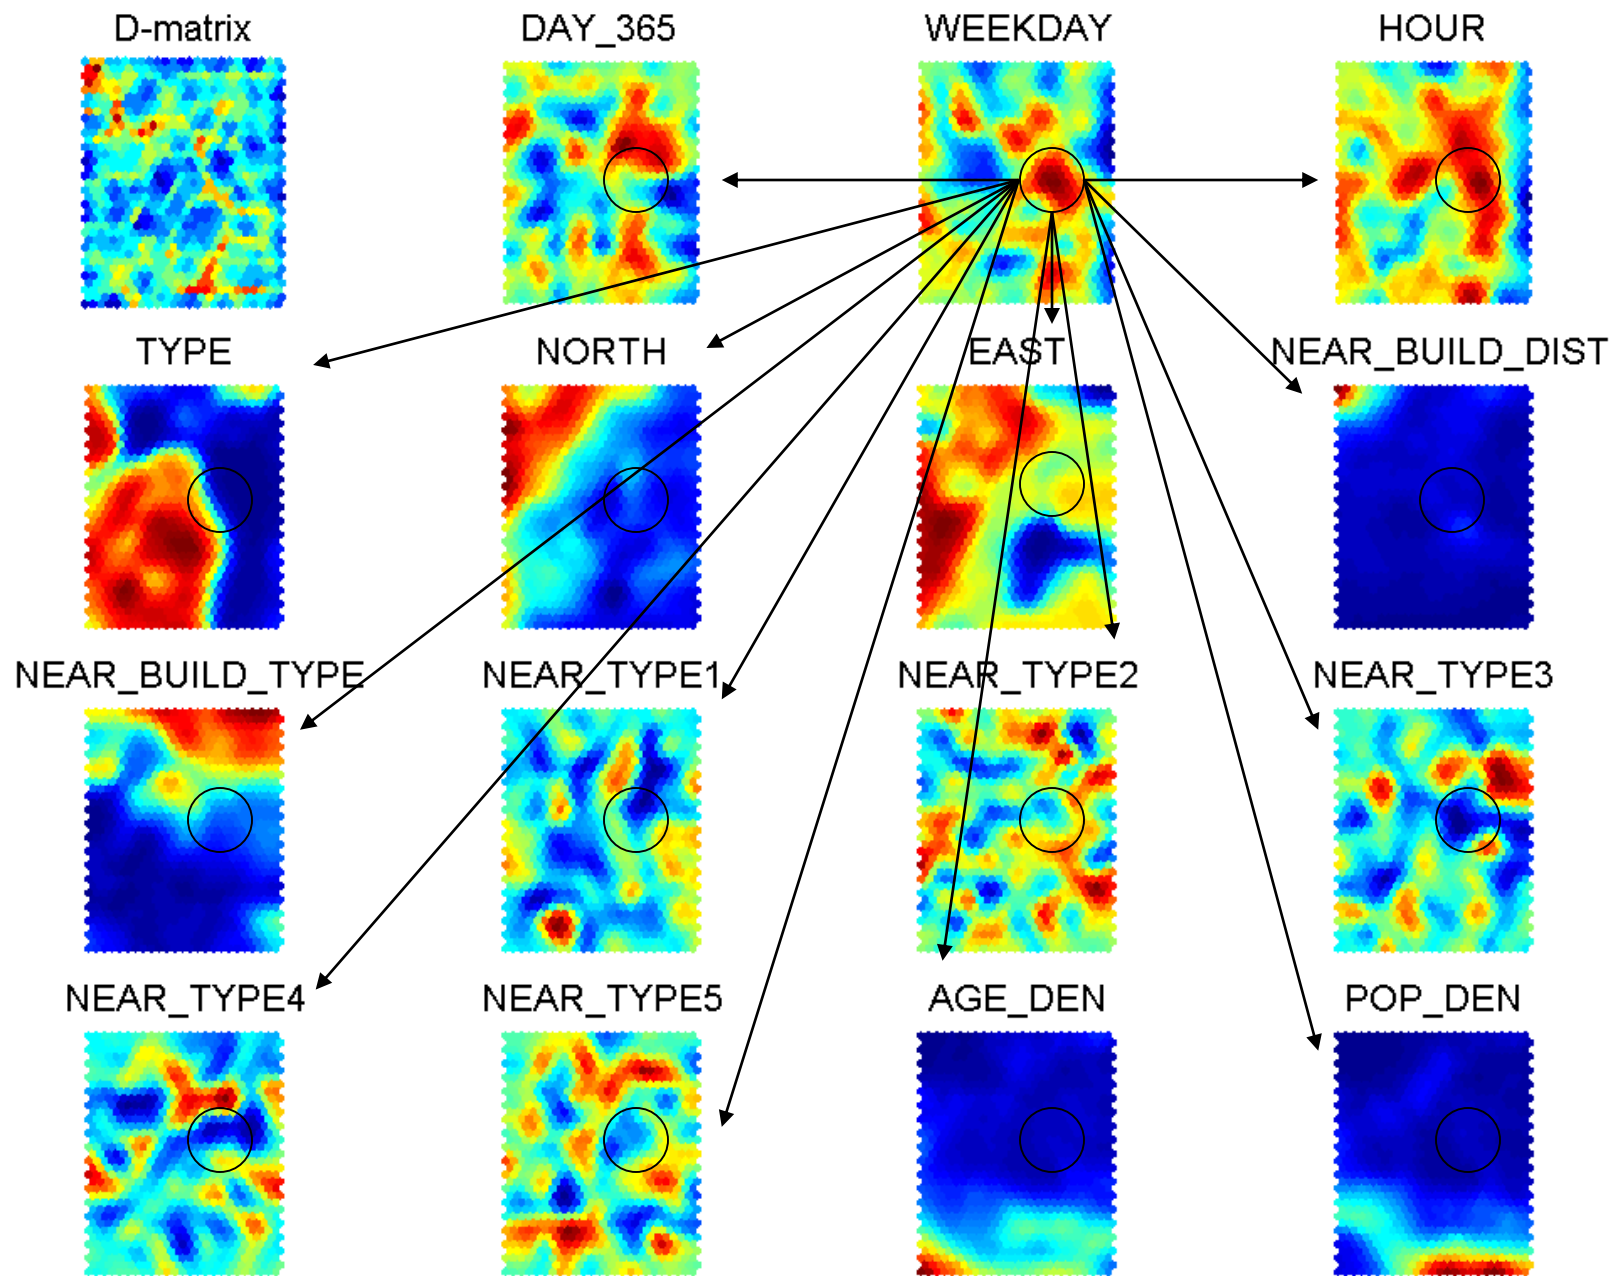 D-matrix
DAY_365
WEEKDAY
HOUR
TYPE
NORTH
EAST
NEAR_BUILD_DIST
NEAR_BUILD_TYPE
NEAR_TYPE1
NEAR_TYPE2
NEAR_TYPE3
NEAR_TYPE4
NEAR_TYPE5
AGE_DEN
POP_DEN